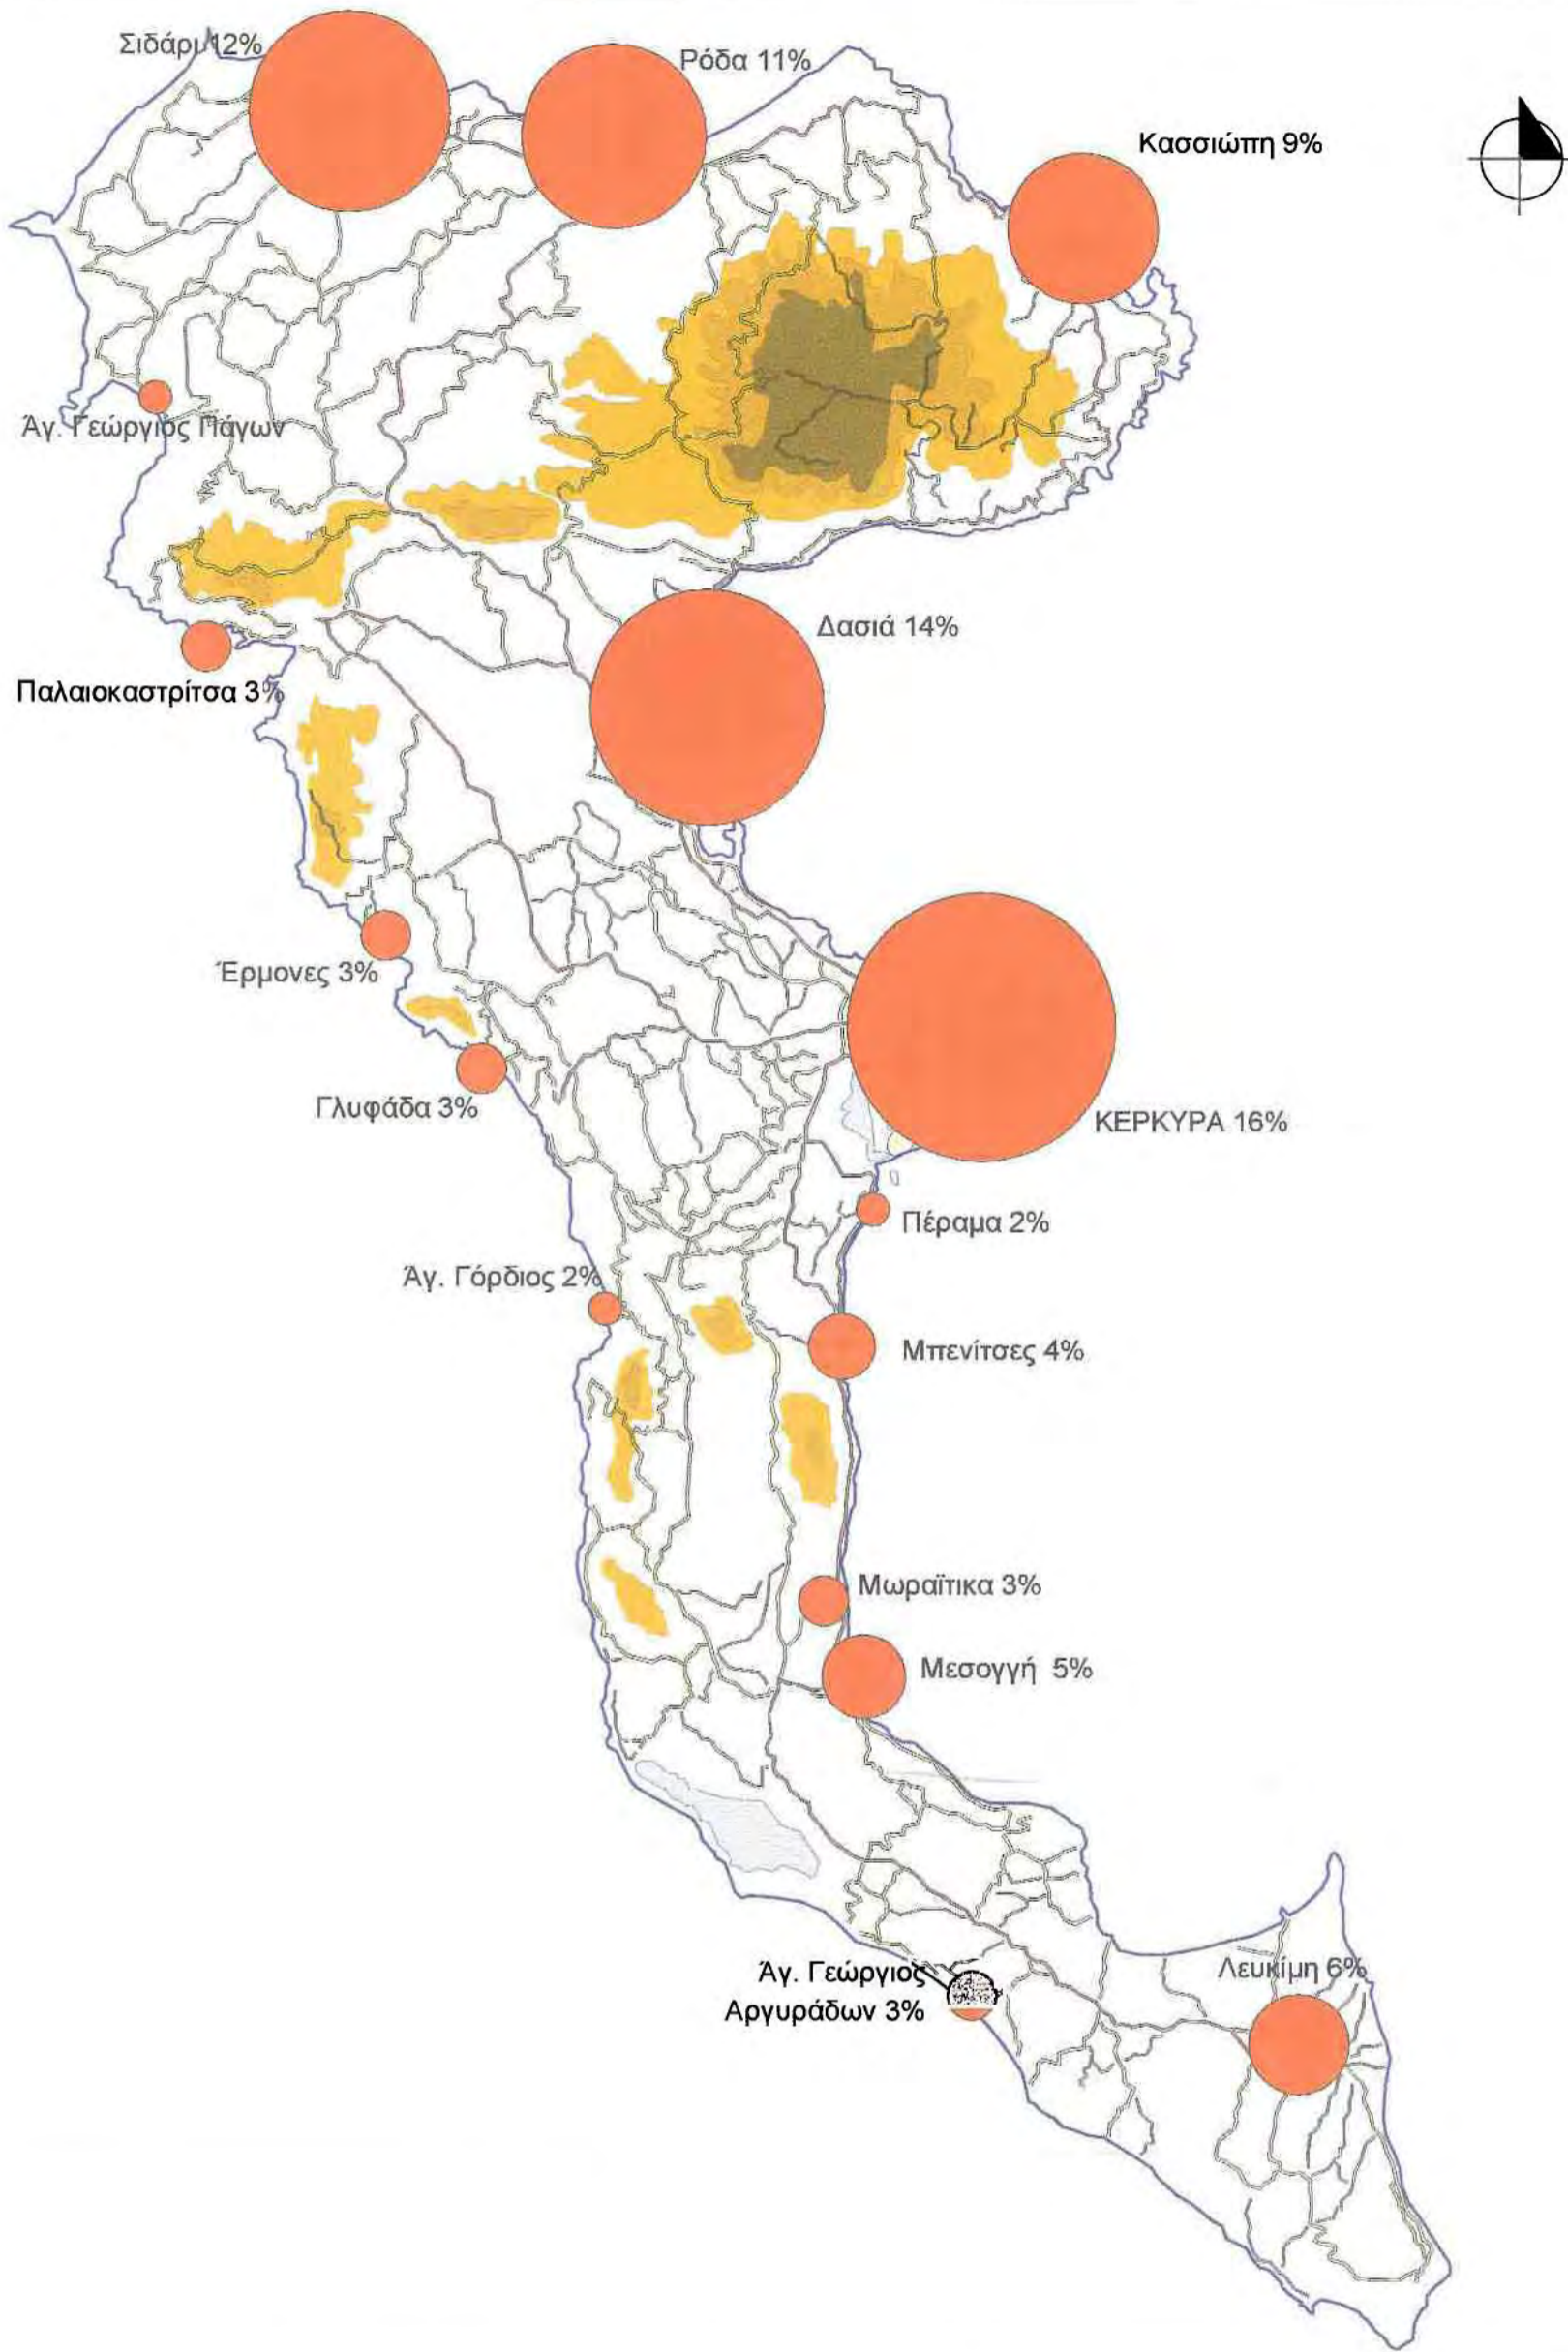 Σιδάρι 12%
Ρόδα 11%
Κασσιώπη 9%
Άγ. Γεώργιος Πάγων
Δασιά 14%
Παλαιοκαστρίτσα 3%
Έρμονες 3%
Γλυφάδα 3%
ΚΕΡΚΥΡΑ 16%
Πέραμα 2%
Άγ. Γόρδιος 2%
Μπενίτσες 4%
Μωραϊτικα 3%
Μεσογγή 5%
Άγ. Γεώργιος
Αργυράδων 3%
Λευκίμη 6%